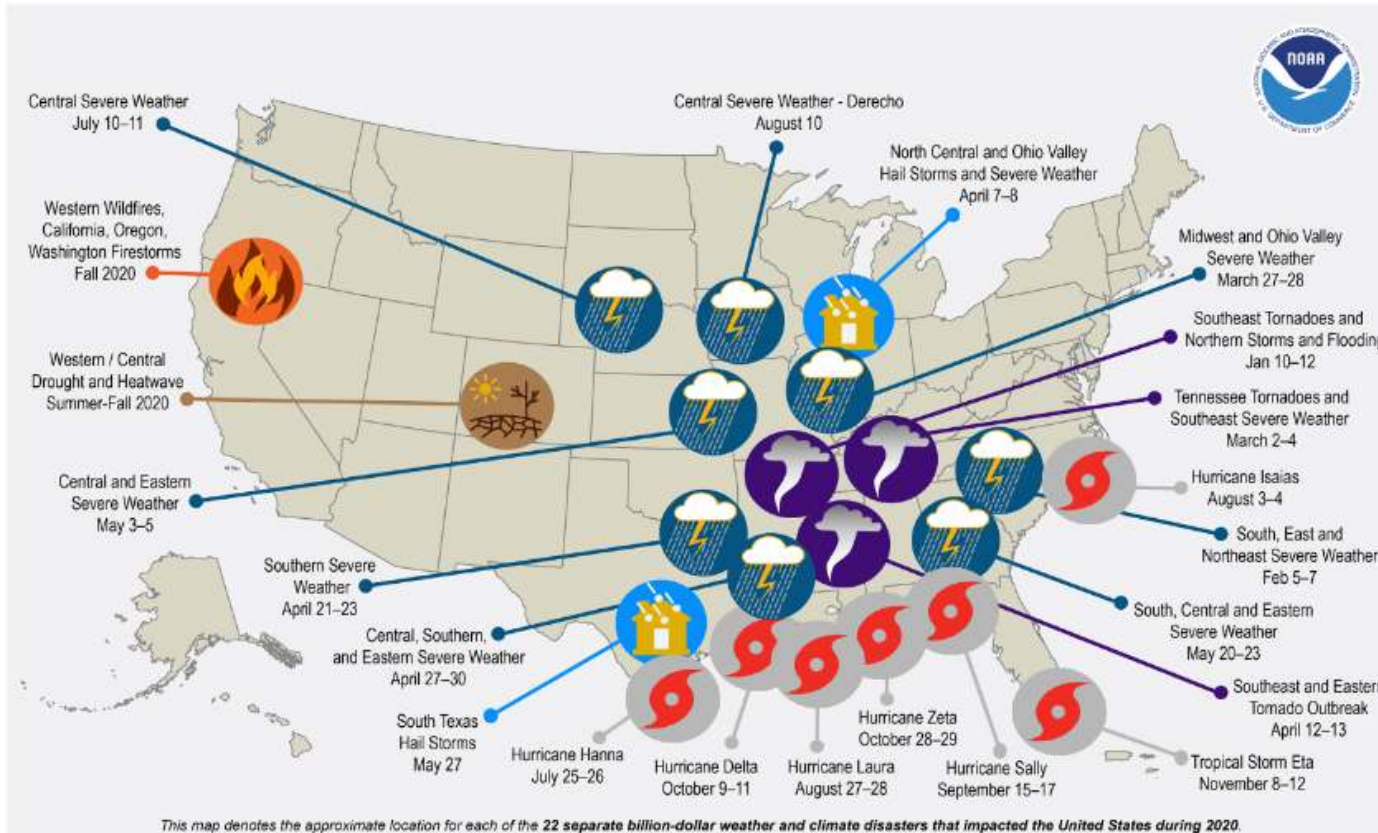 NOAA
NATIONAL OCEANIC AND ATMOSPHERIC ADMINISTRATION
U.S. DEPARTMENT OF COMMERCE
Central Severe Weather
July 10–11
Central Severe Weather - Derecho
August 10
North Central and Ohio Valley
Hail Storms and Severe Weather
April 7–8
Western Wildfires,
California, Oregon,
Washington Firestorms
Fall 2020
Midwest and Ohio Valley
Severe Weather
March 27–28
Southeast Tornadoes and
Northern Storms and Flooding
Jan 10–12
Western / Central
Drought and Heatwave
Summer-Fall 2020
Tennessee Tornadoes and
Southeast Severe Weather
March 2–4
Central and Eastern
Severe Weather
May 3–5
Hurricane Isaias
August 3–4
South, East and
Northeast Severe Weather
Feb 5–7
Southern Severe
Weather
April 21–23
South, Central and Eastern
Severe Weather
May 20–23
Central, Southern,
and Eastern Severe Weather
April 27–30
Southeast and Eastern
Tornado Outbreak
April 12–13
South Texas
Hail Storms
May 27
Hurricane Hanna
July 25–26
Hurricane Delta
October 9–11
Hurricane Laura
August 27–28
Hurricane Zeta
October 28–29
Hurricane Sally
September 15–17
Tropical Storm Eta
November 8–12
This map denotes the approximate location for each of the 22 separate billion-dollar weather and climate disasters that impacted the United States during 2020.